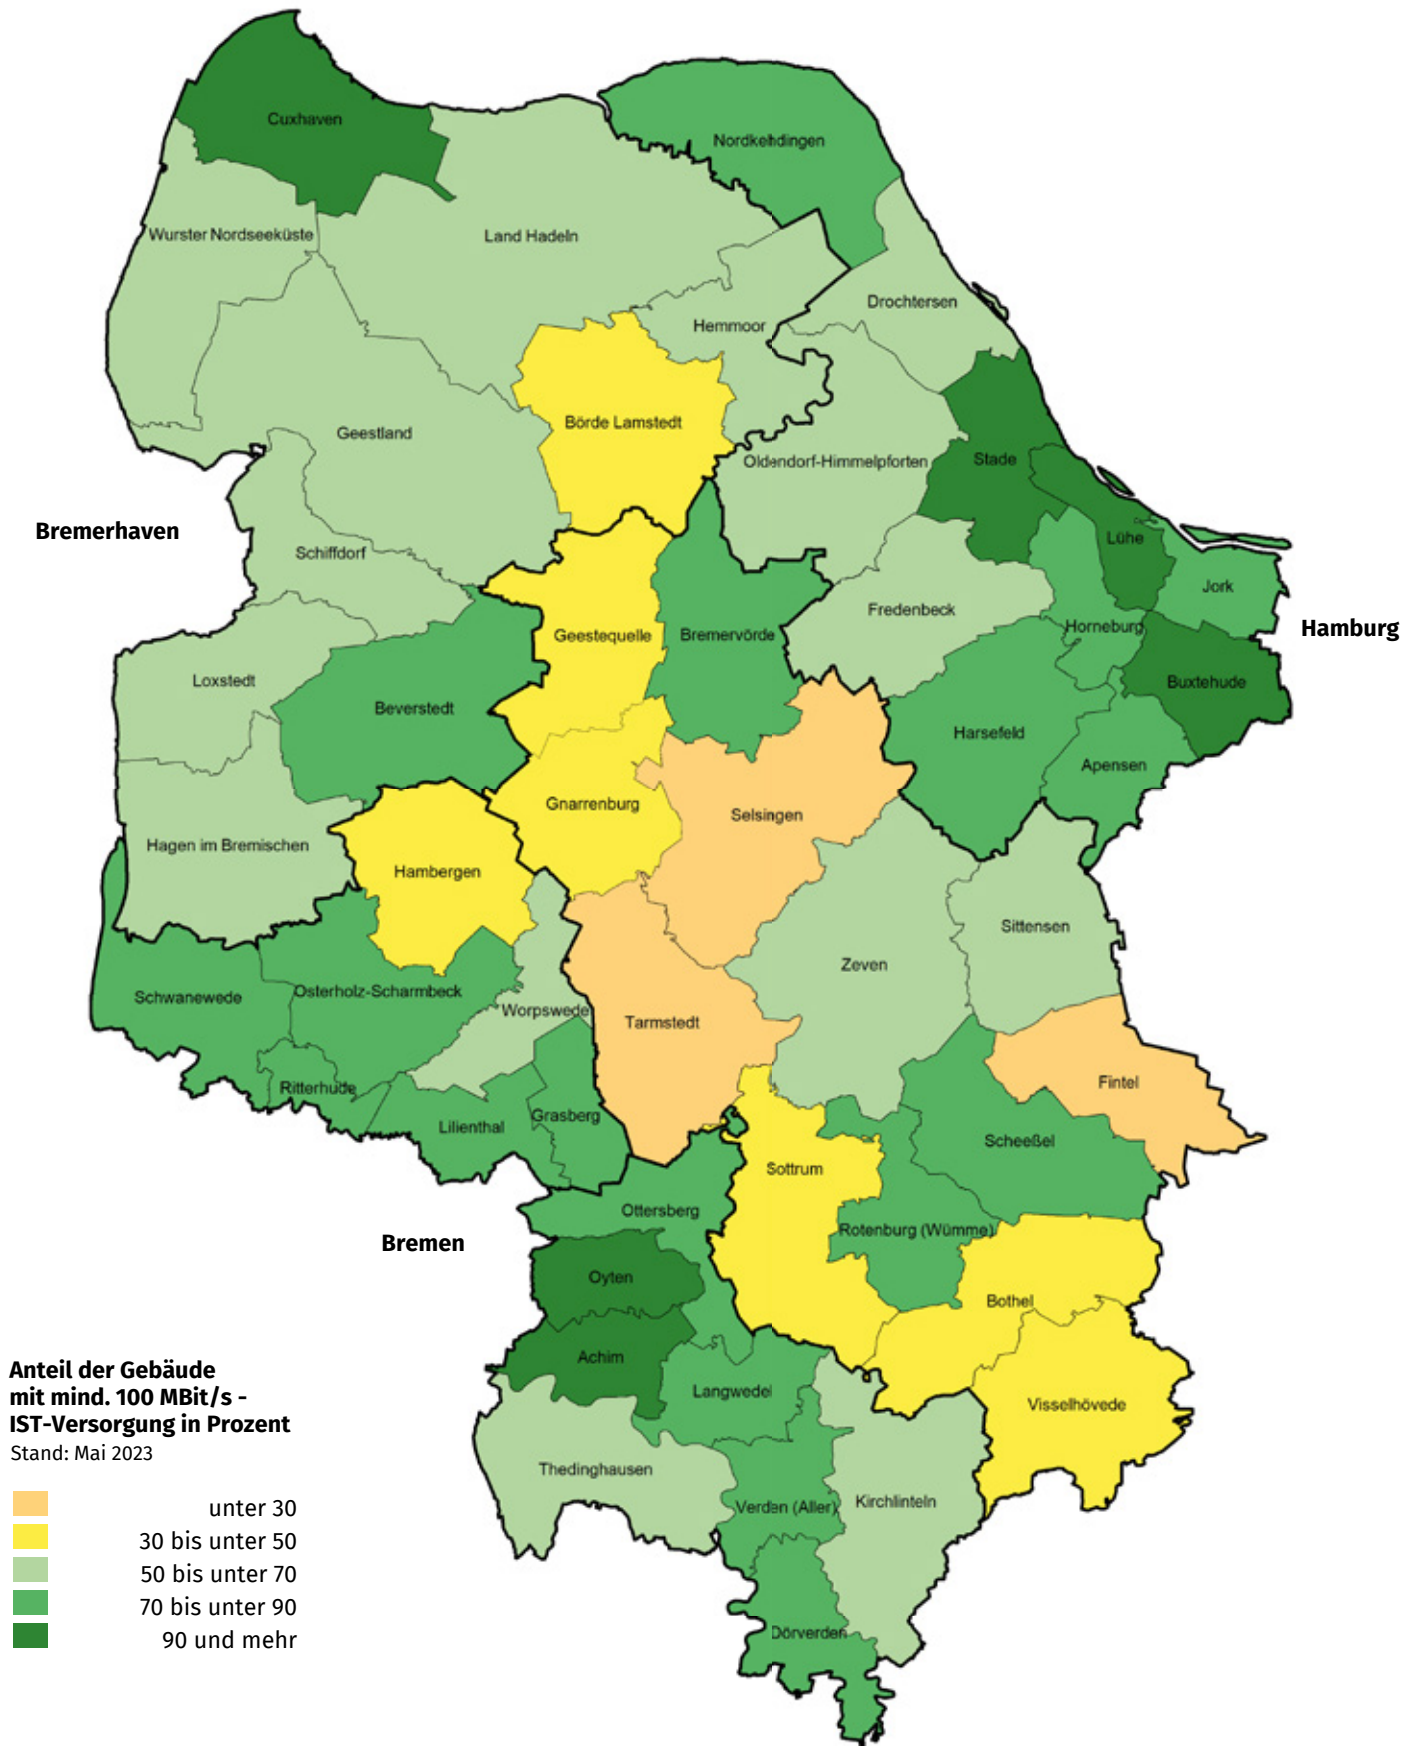 Cuxhaven
Nordkehdingen
Wurster Nordseeküste
Land Hadeln
Drochtersen
Hemmoor
Börde Lamstedt
Geestland
Oldendorf-Himmelpforten
Stade
Bremerhaven
Lühe
Schiffdorf
Jork
Fredenbeck
Horneburg
Hamburg
Geestequelle
Bremervörde
Loxstedt
Buxtehude
Beverstedt
Harsefeld
Apensen
Gnarrenburg
Selsingen
Hagen im Bremischen
Hambergen
Sittensen
Zeven
Schwanewede
Osterholz-Scharmbeck
Worpswede
Tarmstedt
Fintel
Ritterhude
Grasberg
Lilienthal
Scheeßel
Sottrum
Ottersberg
Rotenburg (Wümme)
Bremen
Oyten
Bothel
Achim
Langwedel
Visselhövede
Anteil der Gebäude
mit mind. 100 MBit/s -
IST-Versorgung in Prozent
Stand: Mai 2023
Thedinghausen
Verden (Aller)
Kirchlinteln
Dörverden
unter 30
30 bis unter 50
50 bis unter 70
70 bis unter 90
90 und mehr